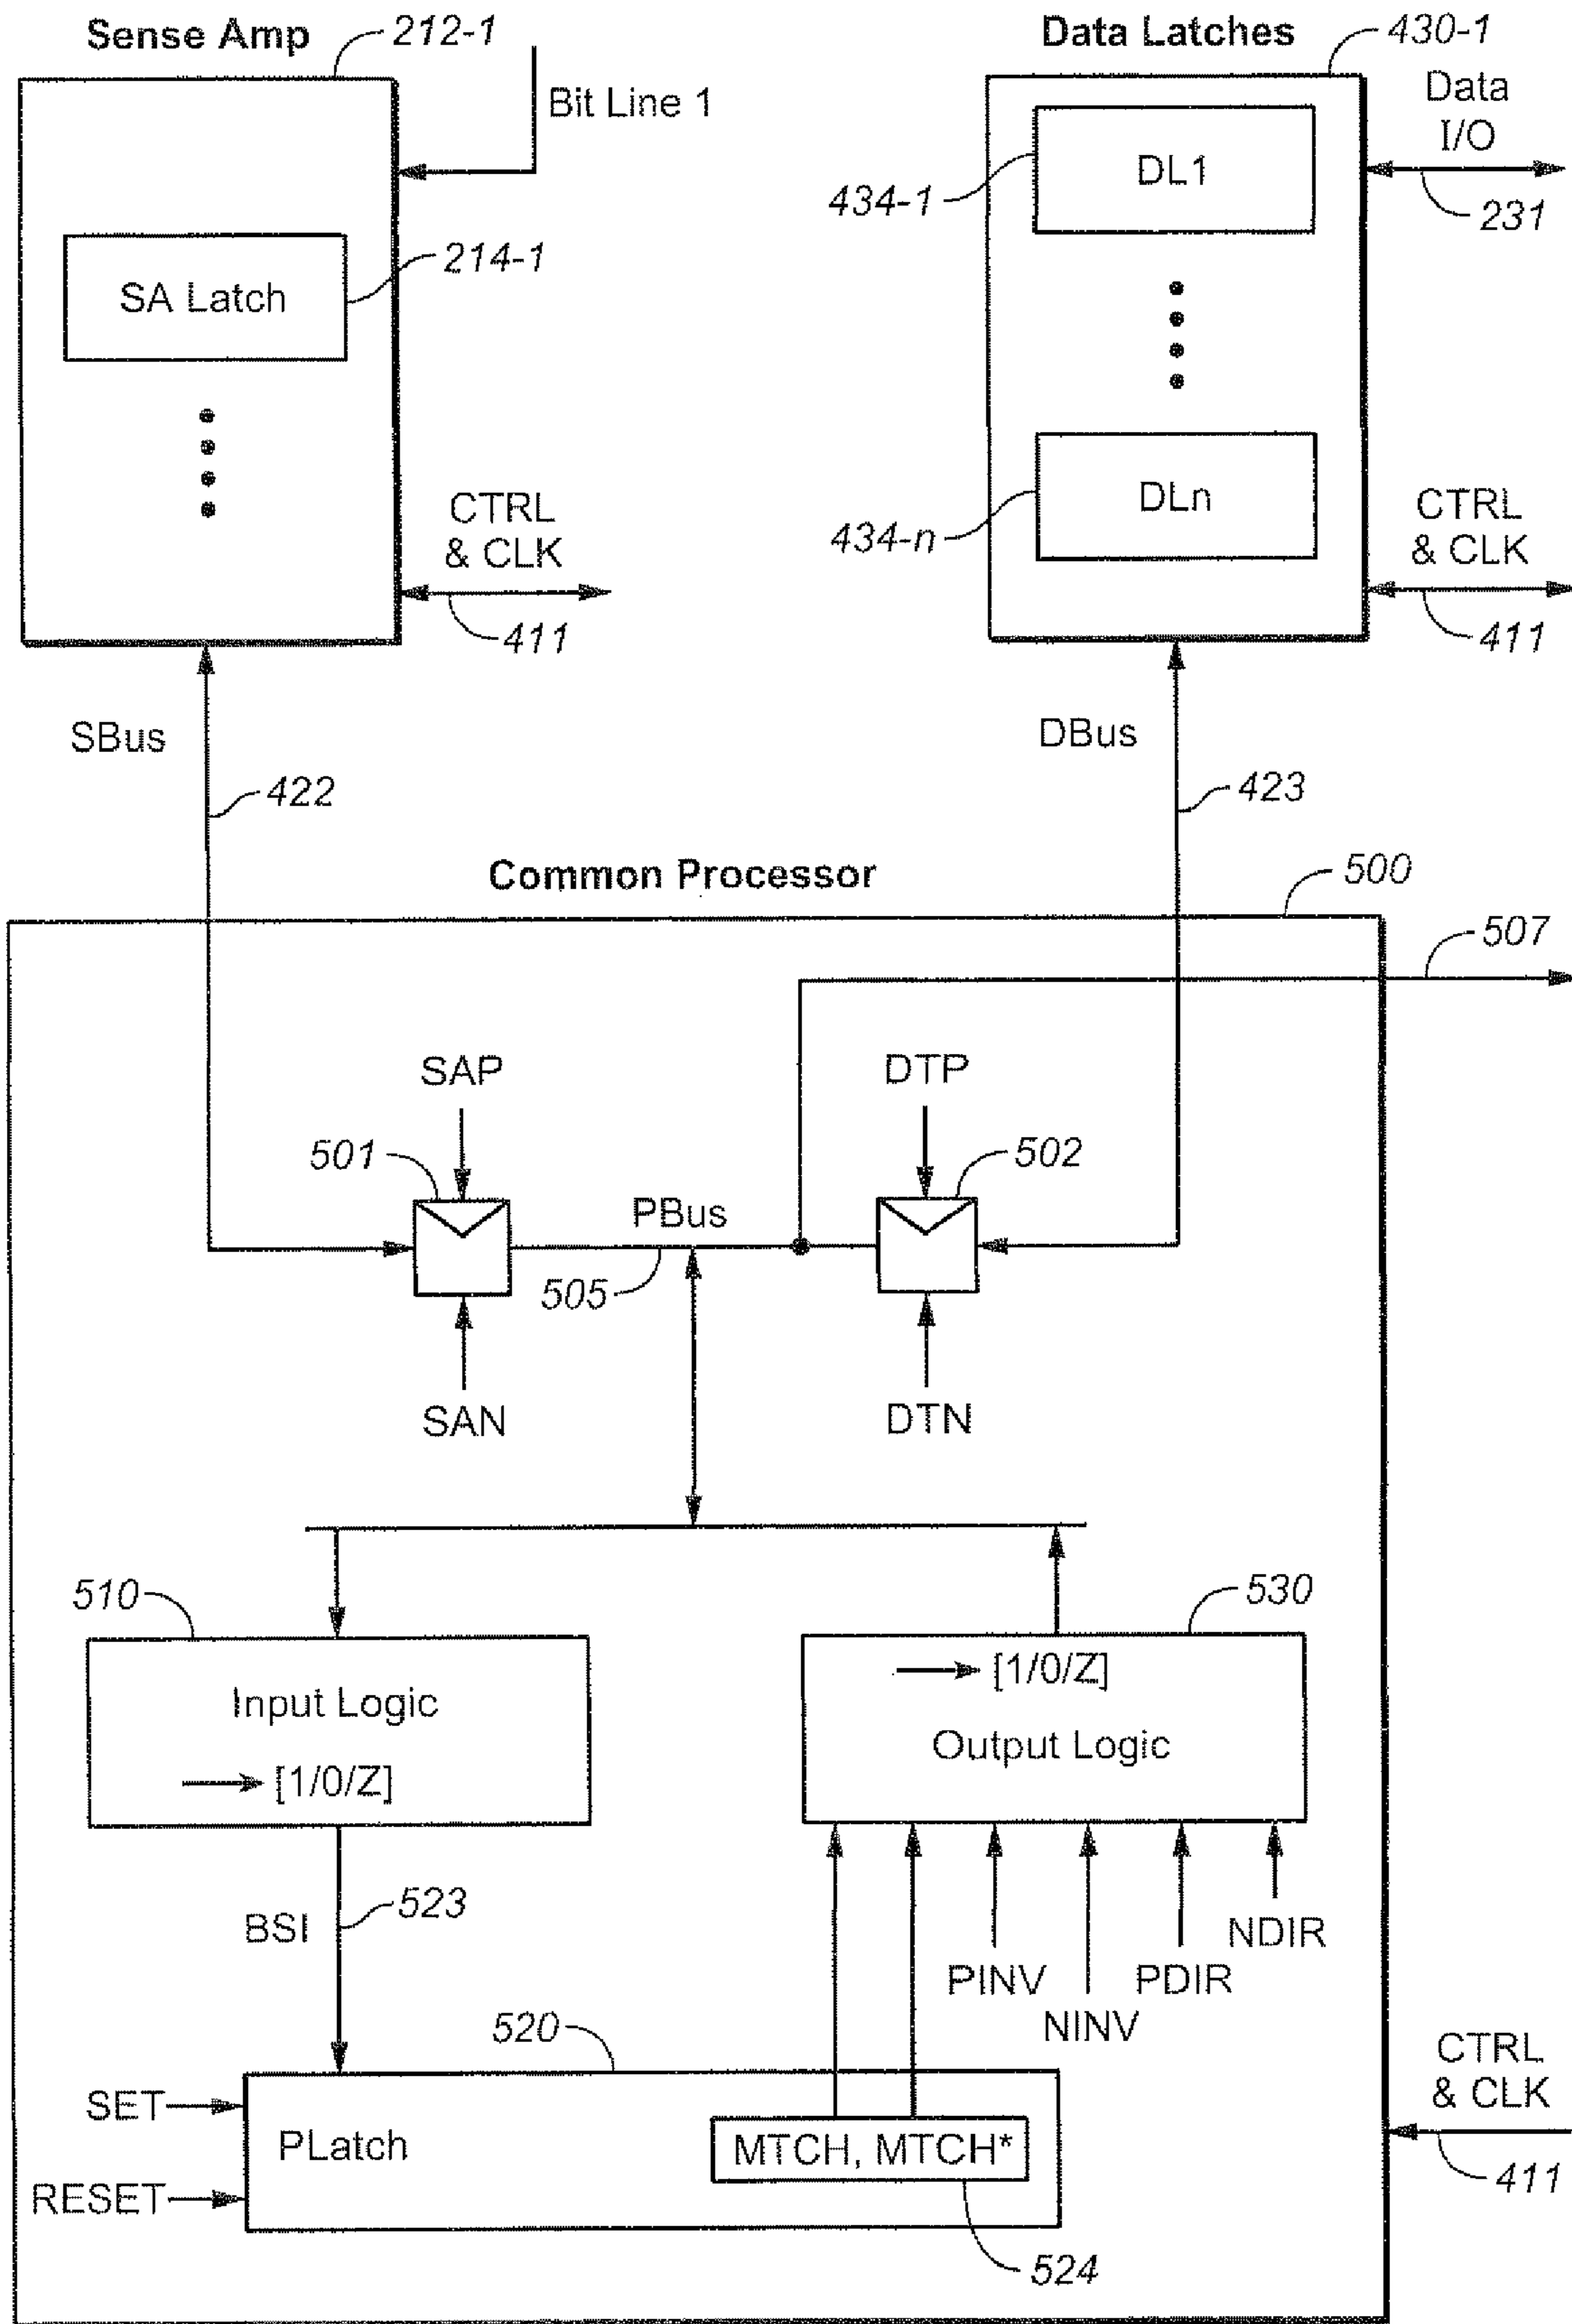 Sense Amp
212-1
Data Latches
430-1
Bit Line 1
Data
I/O
DL1
434-1
231
SA Latch
214-1
DLn
434-n
CTRL
& CLK
411
CTRL
& CLK
411
SBus
DBus
422
423
Common Processor
500
507
SAP
DTP
501
502
PBus
505
SAN
DTN
510
530
Input Logic
[1/0/Z]
[1/0/Z]
Output Logic
BSI
523
NDIR
PINV
PDIR
NINV
520
CTRL
& CLK
411
SET
PLatch
MTCH, MTCH*
RESET
524